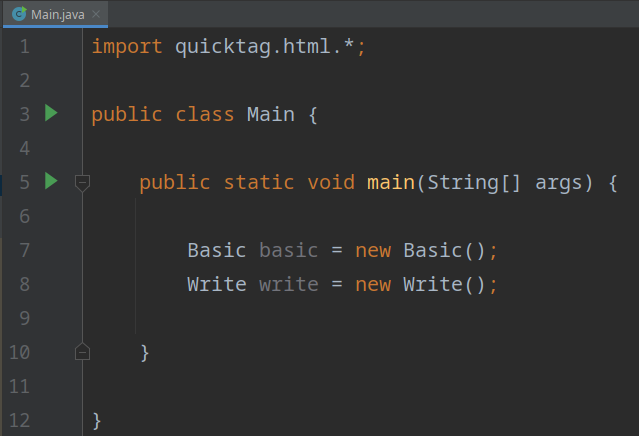 Main.java
1 import quicktag.html.*;
2
3 public class Main {
4
5 public static void main(String[] args) {
6
7 Basic basic = new Basic();
8 Write write = new Write();
9
10 }
11
12 }